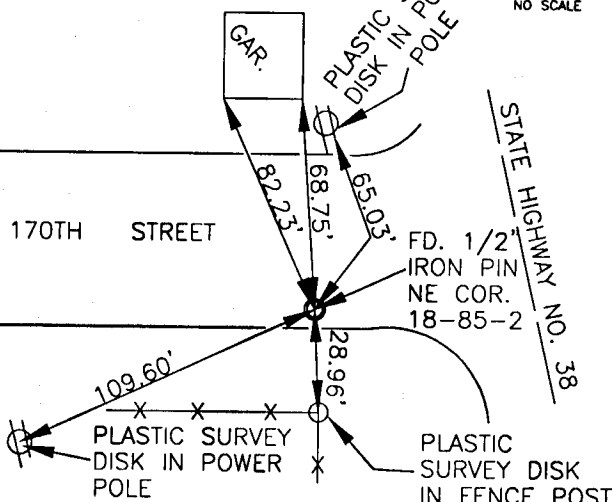 NO SCALE
GAR.
PLASTIC
DISK IN
POLE
STATE HIGHWAY NO. 38
82.23'
68.75'
65.03'
170TH STREET
FD. 1/2"
IRON PIN
NE COR.
18-85-2
28.96'
109.60'
PLASTIC SURVEY
DISK IN POWER
POLE
PLASTIC
SURVEY DISK
IN FENCE POST